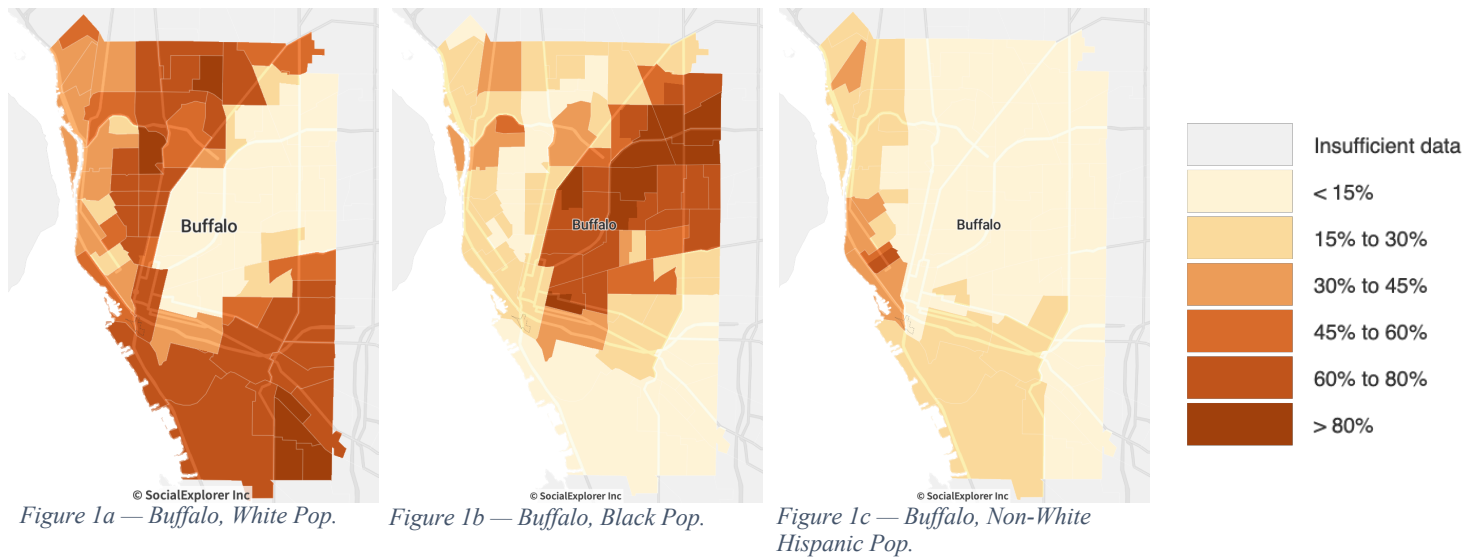 Buffalo
Buffalo
Buffalo
© SocialExplorer Inc
© SocialExplorer Inc
© SocialExplorer Inc
Figure 1a — Buffalo, White Pop.
Figure 1b — Buffalo, Black Pop.
Figure 1c — Buffalo, Non-White
Hispanic Pop.
Insufficient data
< 15%
15% to 30%
30% to 45%
45% to 60%
60% to 80%
> 80%